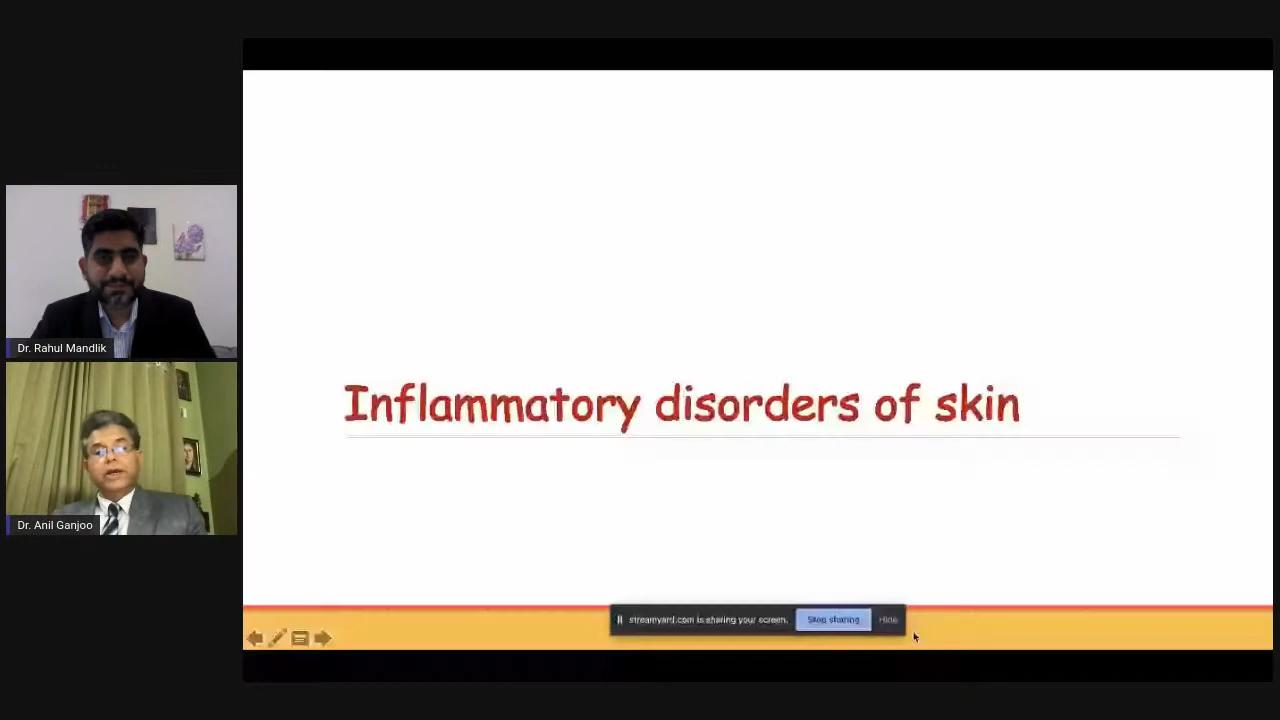 Dr. Rahul Mandlik
Dr. Anil Ganjoo
Inflammatory disorders of skin
streamyard.com is sharing your screen.
Stop sharing
Hide